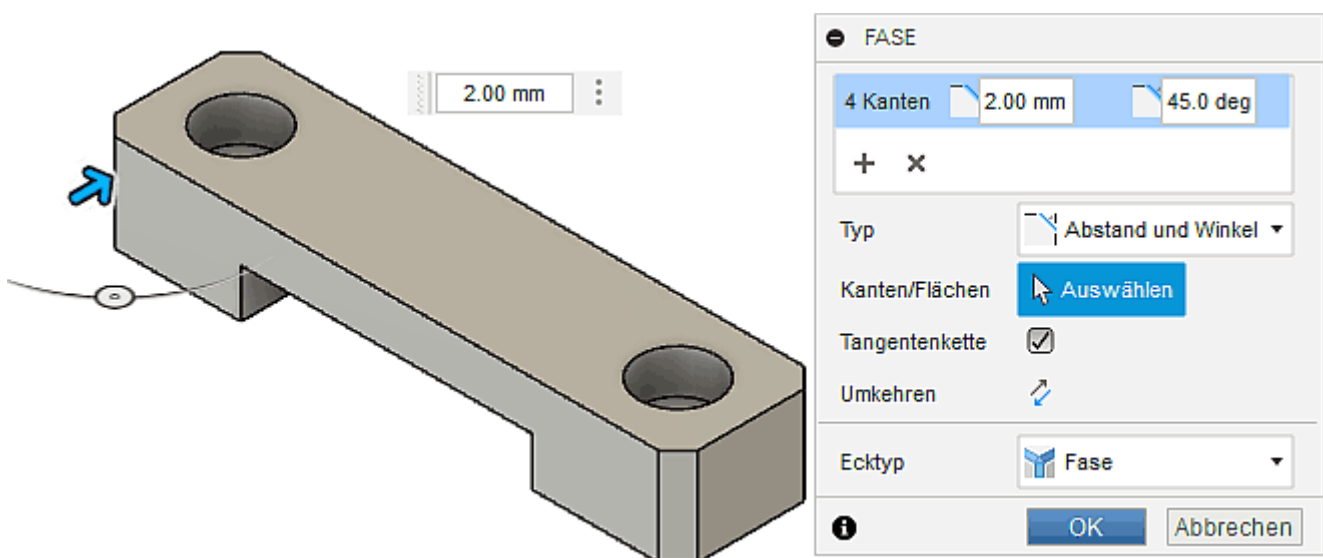 2.00 mm
FASE
4 Kanten 2.00 mm 45.0 deg
Typ Abstand und Winkel
Kanten/Flächen Auswählen
Tangentenkette
Umkehren
Ecktyp Fase
OK Abbrechen